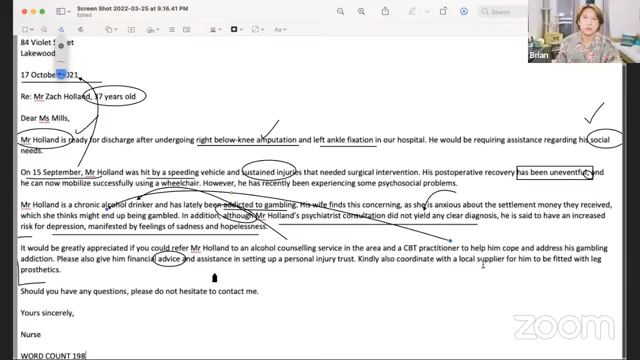 Screen Shot 2022-03-25 at 9.16.41 PM
Edited
84 Violet Street
Lakewood
17 October 2021
Re: Mr Zach Holland, 37 years old
Dear Ms Mills,
Mr Holland is ready for discharge after undergoing right below-knee amputation and left ankle fixation in our hospital. He would be requiring assistance regarding his social
needs.
On 15 September, Mr Holland was hit by a speeding vehicle and sustained injuries that needed surgical intervention. His postoperative recovery has been uneventful and
he can now mobilize successfully using a wheelchair. However, he has recently been experiencing some psychosocial problems.
Mr Holland is a chronic alcohol drinker and has lately been addicted to gambling. His wife finds this concerning, as she is anxious about the settlement money they received,
which she thinks might end up being gambled. In addition, although Mr Holland's psychiatrist consultation did not yield any clear diagnosis, he is said to have an increased
risk for depression, manifested by feelings of sadness and hopelessness.
It would be greatly appreciated if you could refer Mr Holland to an alcohol counselling service in the area and a CBT practitioner to help him cope and address his gambling
addiction. Please also give him financial advice and assistance in setting up a personal injury trust. Kindly also coordinate with a local supplier for him to be fitted with leg
prosthetics.
Should you have any questions, please do not hesitate to contact me.
Yours sincerely,
Nurse
WORD COUNT 198
Brian
zoom